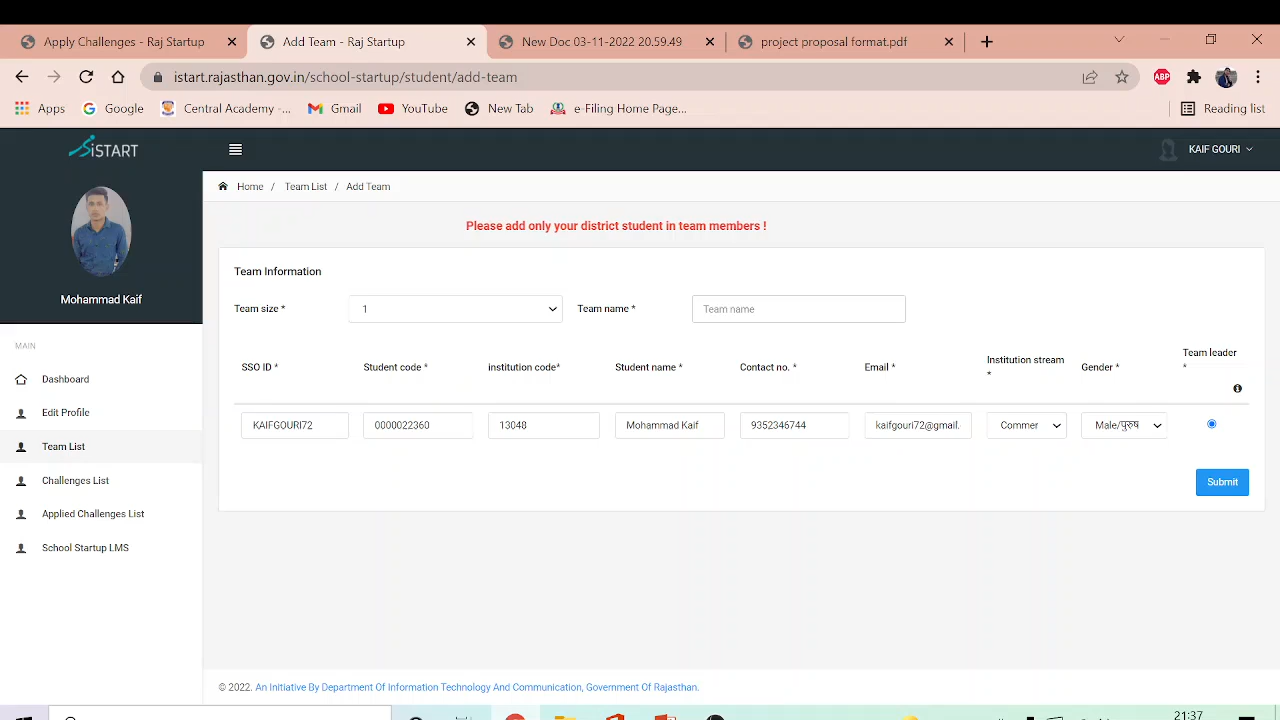 Apply Challenges - Raj Startup
Add Team - Raj Startup
New Doc 03-11-2022 20.59.49
project proposal format.pdf
istart.rajasthan.gov.in/school-startup/student/add-team
ABP
Apps
Google
Central Academy -...
Gmail
YouTube
New Tab
e-Filing Home Page...
Reading list
iSTART
KAIF GOURI
Mohammad Kaif
MAIN
Dashboard
Edit Profile
Team List
Challenges List
Applied Challenges List
School Startup LMS
Home / Team List / Add Team
Please add only your district student in team members !
Team Information
Team size * 1 Team name * Team name
SSO ID * Student code * institution code* Student name * Contact no. * Email * Institution stream * Gender * Team leader *
KAIFGOURI72 0000022360 13048 Mohammad Kaif 9352346744 kaifgouri72@gmail. Commer Male/पुरुष
Submit
© 2022. An Initiative By Department Of Information Technology And Communication, Government Of Rajasthan.
21:37